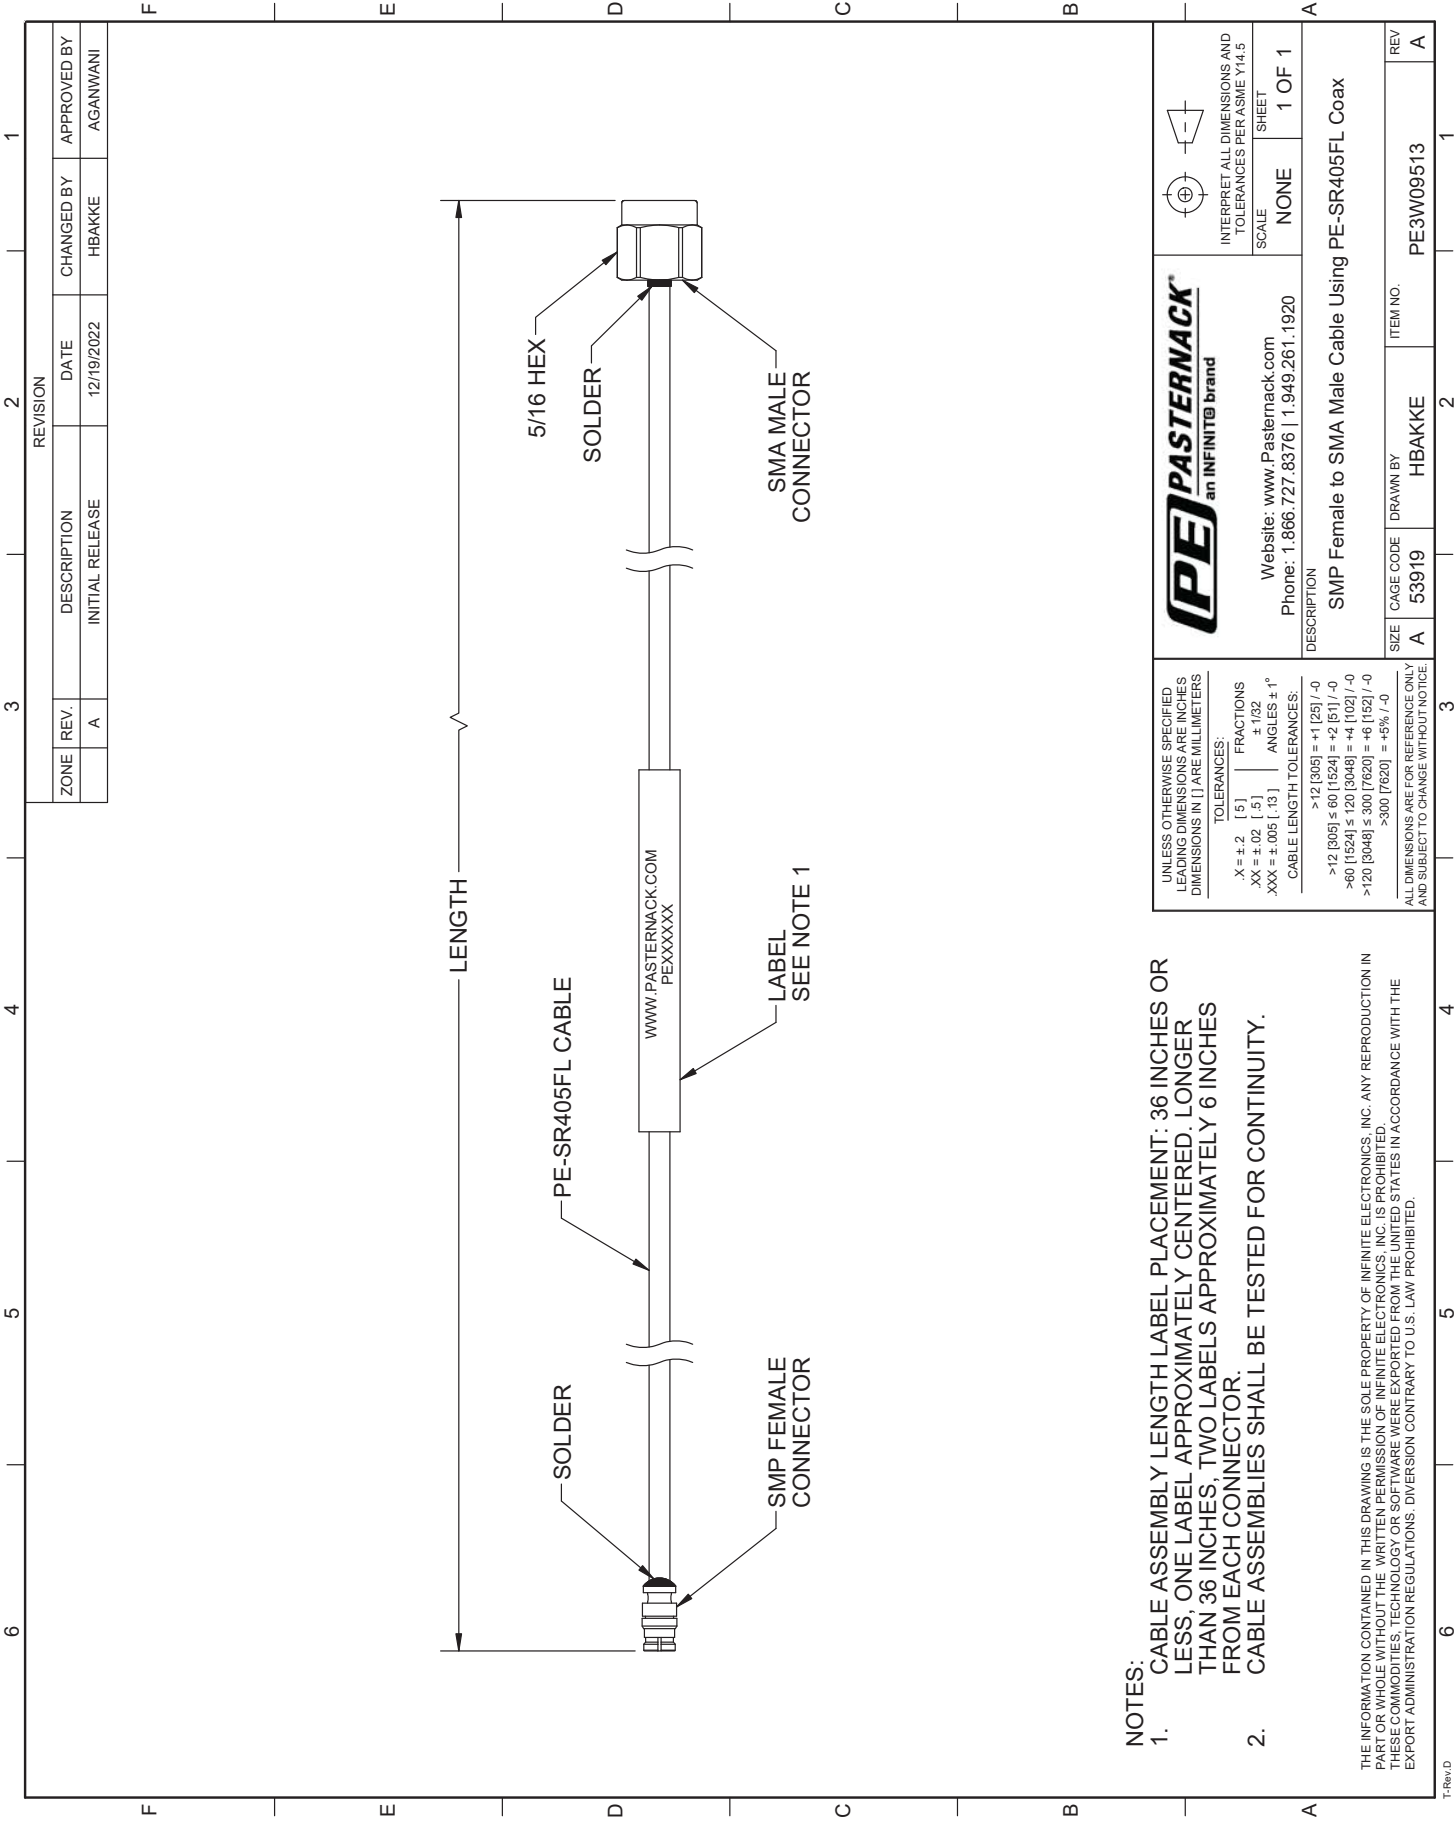 6
5
4
3
2
1
F
E
D
C
B
A
REVISION
ZONE
REV.
DESCRIPTION
DATE
CHANGED BY
APPROVED BY
A
INITIAL RELEASE
12/19/2022
HBAKKE
AGANWANI
LENGTH
SOLDER
PE-SR405FL CABLE
5/16 HEX
SOLDER
WWW.PASTERNACK.COM
PEXXXXXX
SMP FEMALE
CONNECTOR
LABEL
SEE NOTE 1
SMA MALE
CONNECTOR
NOTES:
1. CABLE ASSEMBLY LENGTH LABEL PLACEMENT: 36 INCHES OR
LESS, ONE LABEL APPROXIMATELY CENTERED. LONGER
THAN 36 INCHES, TWO LABELS APPROXIMATELY 6 INCHES
FROM EACH CONNECTOR.
2. CABLE ASSEMBLIES SHALL BE TESTED FOR CONTINUITY.
THE INFORMATION CONTAINED IN THIS DRAWING IS THE SOLE PROPERTY OF INFINITE ELECTRONICS, INC. ANY REPRODUCTION IN
PART OR WHOLE WITHOUT THE WRITTEN PERMISSION OF INFINITE ELECTRONICS, INC. IS PROHIBITED.
THESE COMMODITIES, TECHNOLOGY OR SOFTWARE WERE EXPORTED FROM THE UNITED STATES IN ACCORDANCE WITH THE
EXPORT ADMINISTRATION REGULATIONS. DIVERSION CONTRARY TO U.S. LAW PROHIBITED.
UNLESS OTHERWISE SPECIFIED
LEADING DIMENSIONS ARE INCHES
DIMENSIONS IN [ ] ARE MILLIMETERS
TOLERANCES:
.X = ±.2 [ 5 ] FRACTIONS
.XX = ±.02 [ .5 ] ± 1/32
.XXX = ±.005 [ .13 ] ANGLES ± 1°
CABLE LENGTH TOLERANCES:
>12 [305] = +1 [25] / -0
>12 [305] ≤ 60 [1524] = +2 [51] / -0
>60 [1524] ≤ 120 [3048] = +4 [102] / -0
>120 [3048] ≤ 300 [7620] = +6 [152] / -0
>300 [7620] = +5% / -0
ALL DIMENSIONS ARE FOR REFERENCE ONLY
AND SUBJECT TO CHANGE WITHOUT NOTICE.
PE PASTERNACK®
an INFINIT@ brand
Website: www.Pasternack.com
Phone: 1.866.727.8376 | 1.949.261.1920
INTERPRET ALL DIMENSIONS AND
TOLERANCES PER ASME Y14.5
SCALE
NONE
SHEET
1 OF 1
DESCRIPTION
SMP Female to SMA Male Cable Using PE-SR405FL Coax
SIZE
A
CAGE CODE
53919
DRAWN BY
HBAKKE
ITEM NO.
PE3W09513
REV
A
F
E
D
C
B
A
6
5
4
3
2
1
T-Rev.D